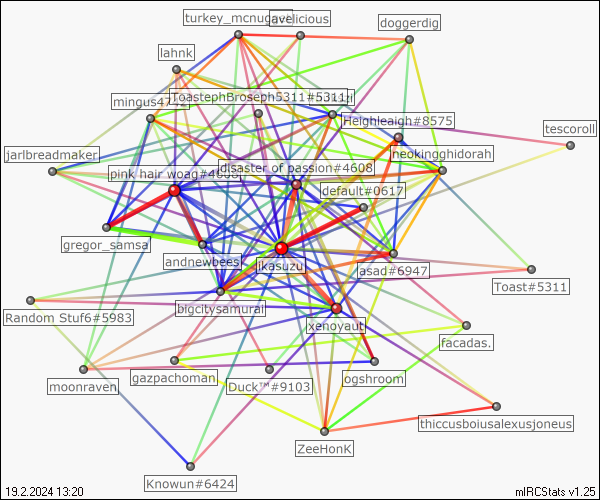 turkey_mcnugget
avelicious
doggerdig
lahnk
mingus4772
ToastephBroseph5311#5311
Heighleaigh#8575
tescoroll
jarlbreadmaker
pink hair woag#4608
disaster of passion#4608
neokingghidorah
default#0617
gregor_samsa
andnewbees
jikasuzu
asad#6947
Toast#5311
Random Stuf6#5983
bigcitysamurai
xenoyaut
facadas.
moonraven
gazpachoman
Duck™#9103
ogshroom
thiccusboiusalexusjoneus
ZeeHonK
Knowun#6424
19.2.2024 13:20
mIRCStats v1.25